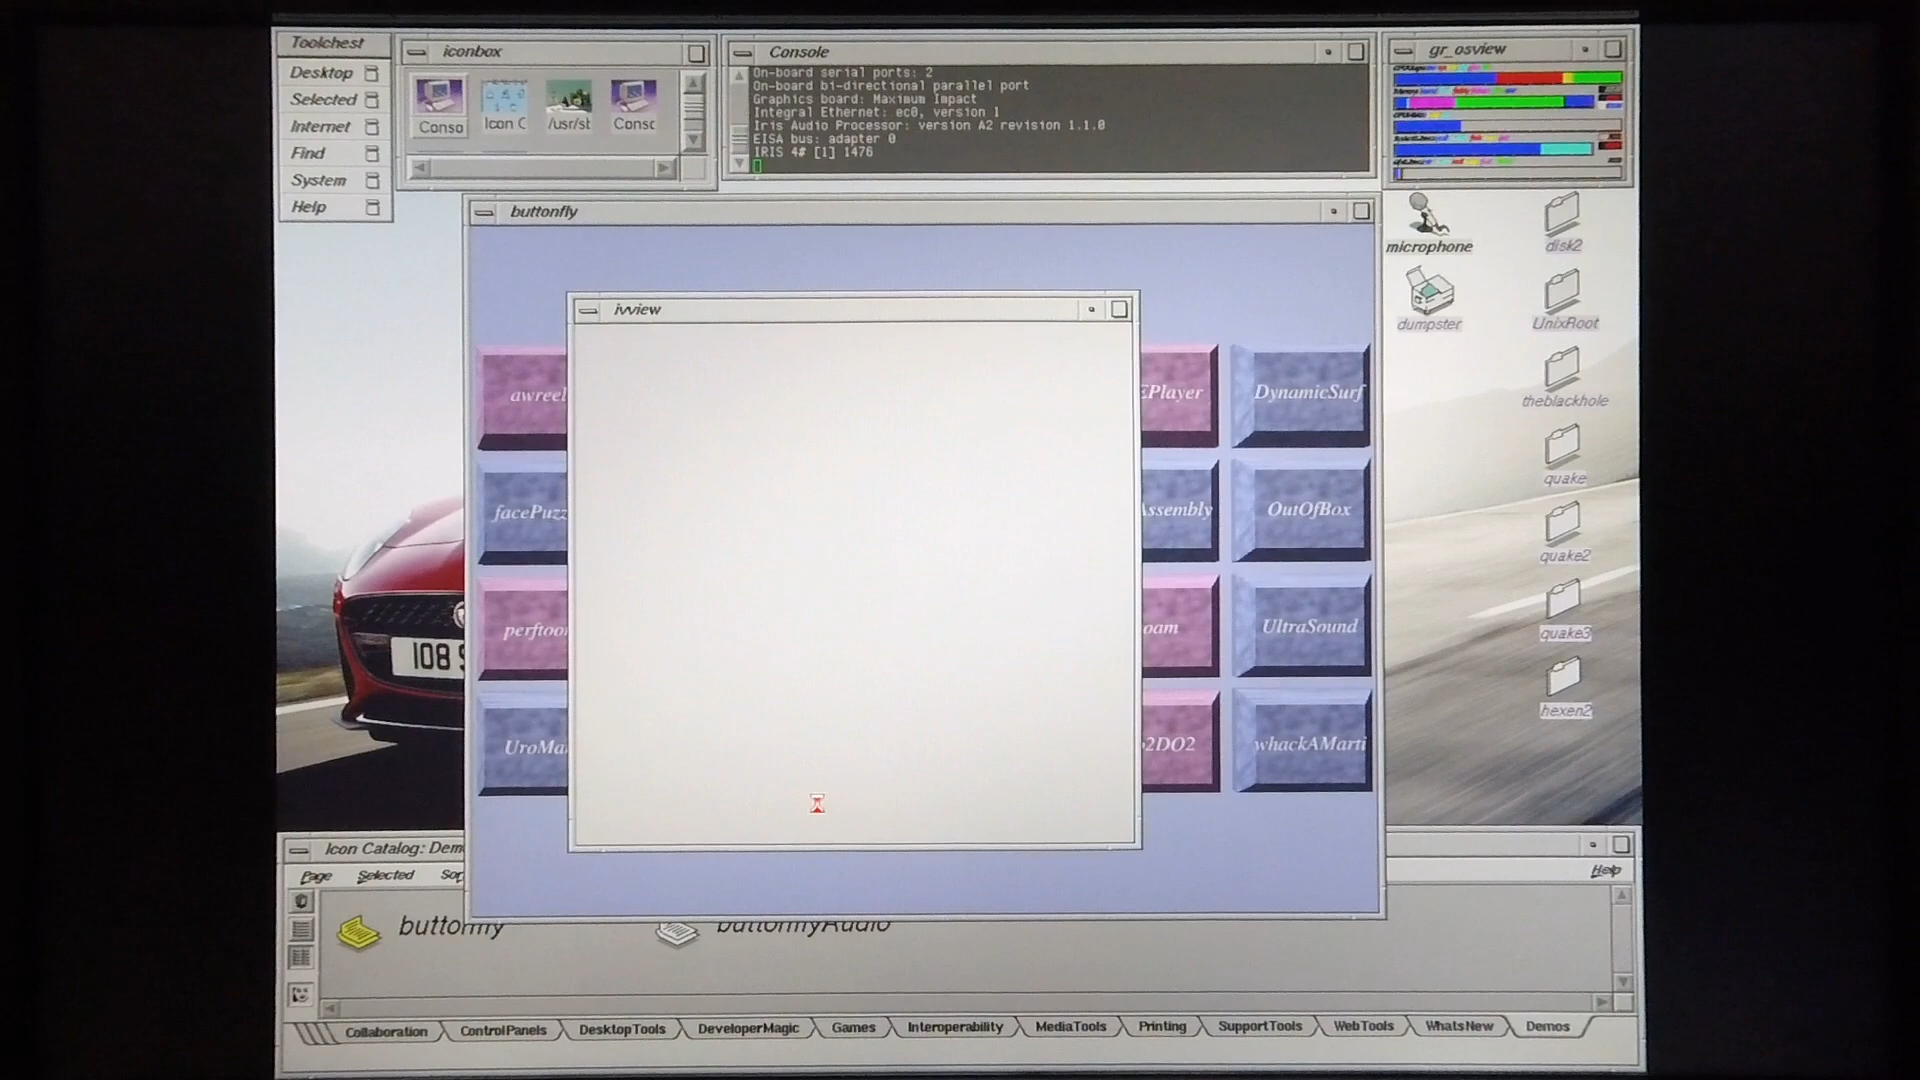 Toolchest
Desktop
Selected
Internet
Find
System
Help
iconbox
Conso
Icon C
/usr/st
Consc
Console
On-board serial ports: 2
On-board bi-directional parallel port
Graphics board: Maximum Impact
Integral Ethernet: ec0, version 1
Iris Audio Processor: version A2 revision 1.1.0
EISA bus: adapter 0
IRIS 4# [1] 1476
gr_osview
microphone
disk2
dumpster
UnixRoot
theblackhole
quake
quake2
quake3
hexen2
buttonfly
ivview
awreel
EPlayer
DynamicSurf
facePuzz
Assembly
OutOfBox
perftoo
oam
UltraSound
UroMa
2DO2
whackAMarti
Icon Catalog: Dem
Page
Selected
Sor
Help
buttonfly
buttonflyAudio
Collaboration
ControlPanels
DesktopTools
DeveloperMagic
Games
Interoperability
MediaTools
Printing
SupportTools
WebTools
WhatsNew
Demos
108 S